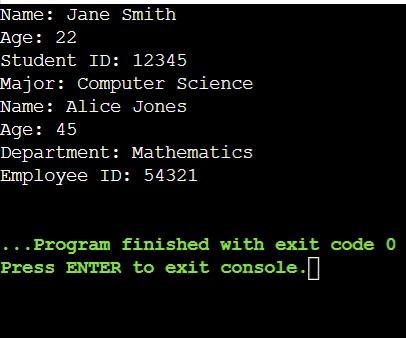 Name: Jane Smith
Age: 22
Student ID: 12345
Major: Computer Science
Name: Alice Jones
Age: 45
Department: Mathematics
Employee ID: 54321
...Program finished with exit code 0
Press ENTER to exit console.